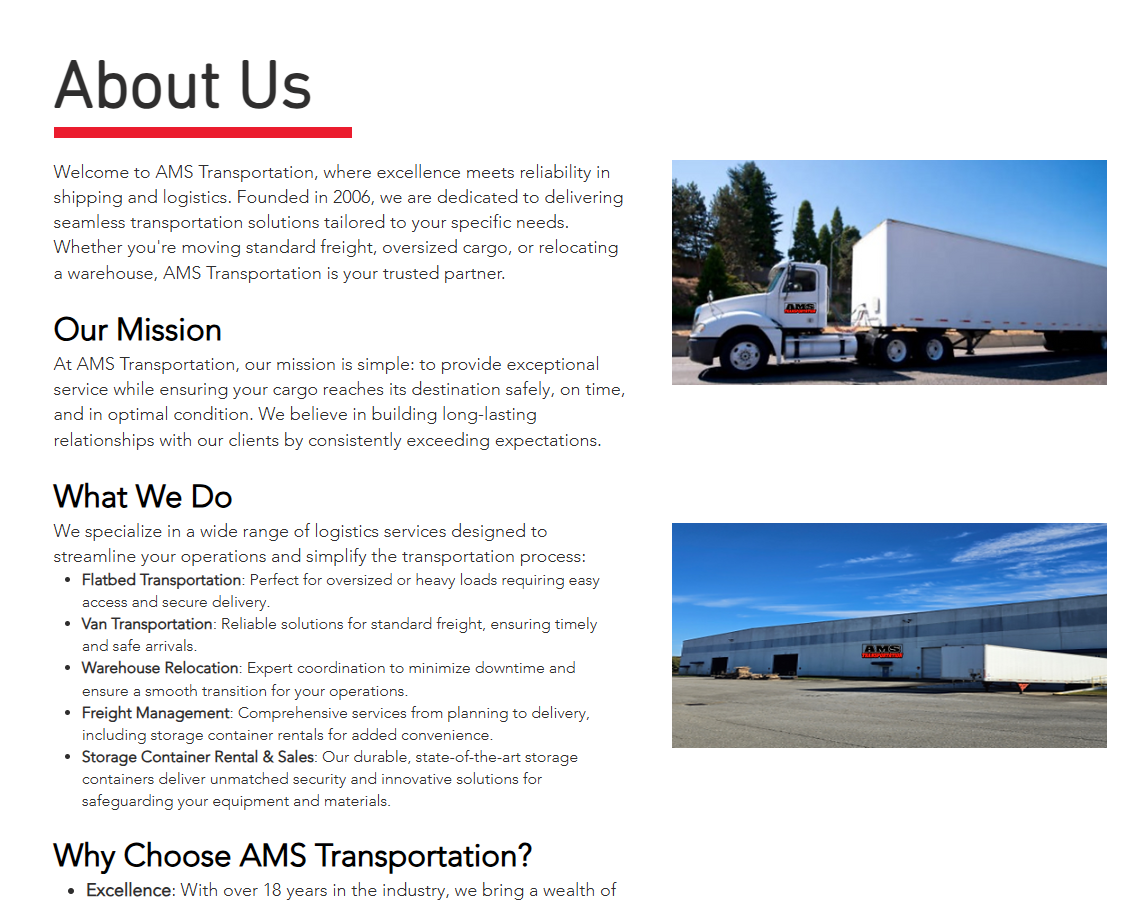 About Us
Welcome to AMS Transportation, where excellence meets reliability in
shipping and logistics. Founded in 2006, we are dedicated to delivering
seamless transportation solutions tailored to your specific needs.
Whether you're moving standard freight, oversized cargo, or relocating
a warehouse, AMS Transportation is your trusted partner.
Our Mission
At AMS Transportation, our mission is simple: to provide exceptional
service while ensuring your cargo reaches its destination safely, on time,
and in optimal condition. We believe in building long-lasting
relationships with our clients by consistently exceeding expectations.
What We Do
We specialize in a wide range of logistics services designed to
streamline your operations and simplify the transportation process:
• Flatbed Transportation: Perfect for oversized or heavy loads requiring easy
access and secure delivery.
• Van Transportation: Reliable solutions for standard freight, ensuring timely
and safe arrivals.
• Warehouse Relocation: Expert coordination to minimize downtime and
ensure a smooth transition for your operations.
• Freight Management: Comprehensive services from planning to delivery,
including storage container rentals for added convenience.
• Storage Container Rental & Sales: Our durable, state-of-the-art storage
containers deliver unmatched security and innovative solutions for
safeguarding your equipment and materials.
Why Choose AMS Transportation?
• Excellence: With over 18 years in the industry, we bring a wealth of
AMS
TRANSPORTATION
AMS
TRANSPORTATION